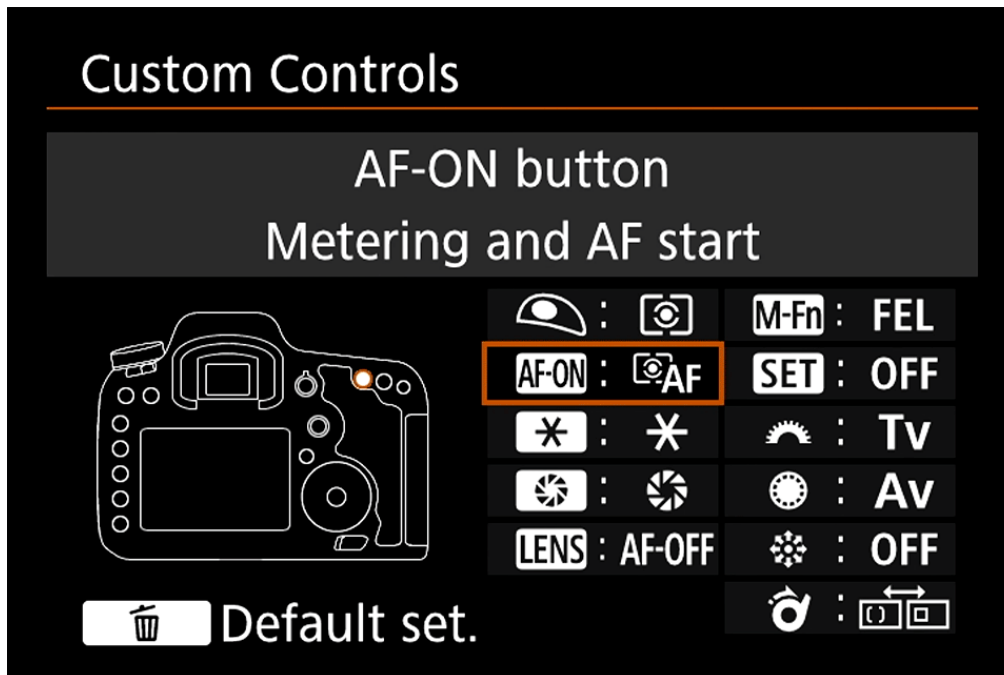 Custom Controls
AF-ON button
Metering and AF start
: M-Fn : FEL
AF-ON : AF SET : OFF
: : Tv
: : Av
LENS : AF-OFF : OFF
:
Default set.